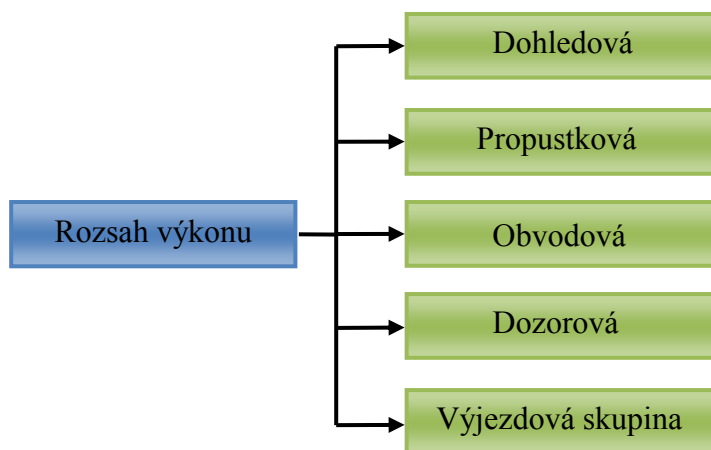 Dohledová
Propustková
Rozsah výkonu
Obvodová
Dozorová
Výjezdová skupina